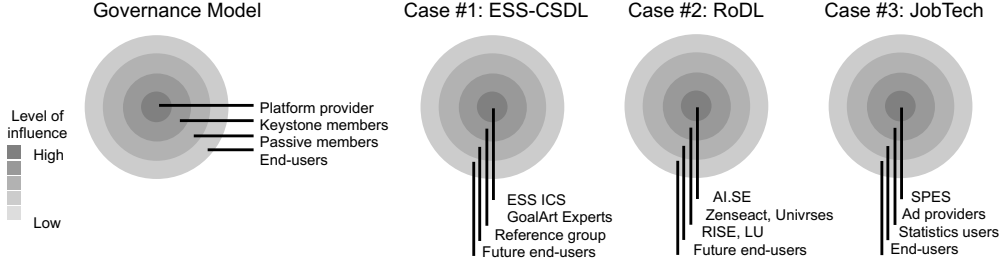 Governance Model
Case #1: ESS-CSDL
Case #2: RoDL
Case #3: JobTech
Level of
influence
High
Low
Platform provider
Keystone members
Passive members
End-users
ESS ICS
GoalArt Experts
Reference group
Future end-users
AI.SE
Zenseact, Univrses
RISE, LU
Future end-users
SPES
Ad providers
Statistics users
End-users